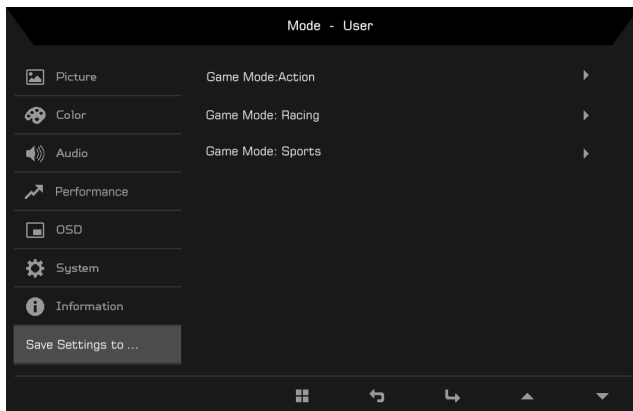 Mode - User
Picture
Color
Audio
Performance
OSD
System
Information
Save Settings to ...
Game Mode:Action
Game Mode: Racing
Game Mode: Sports